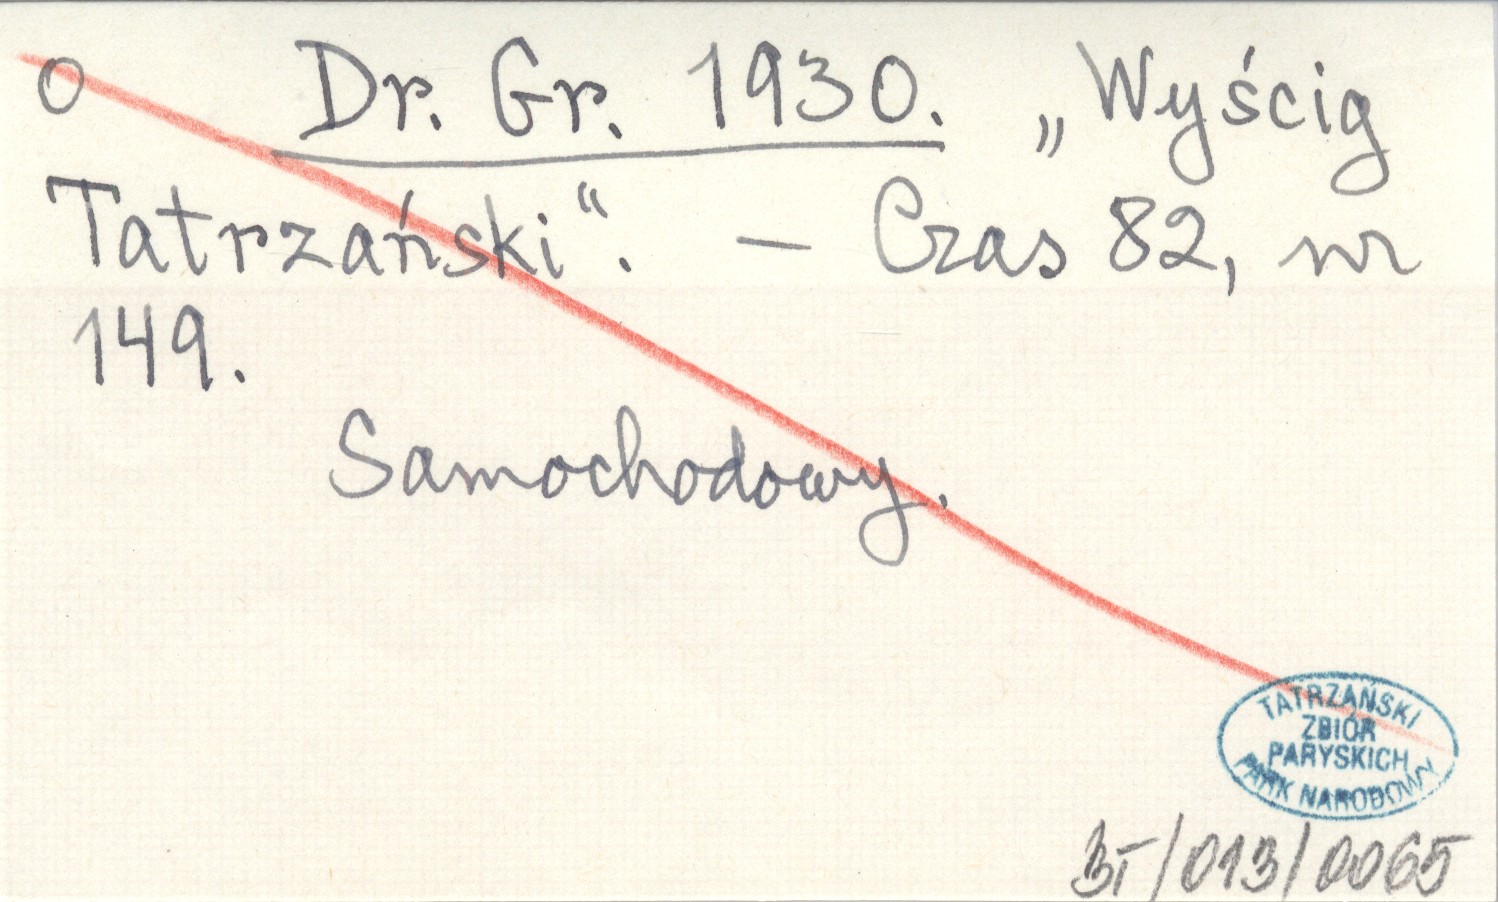 o Dr. Gr. 1930. „Wyścig
Tatrzański“. — Czas 82, nr
149.
Samochodowy.
TATRZAŃSKI
ZBIÓR
PARYSKICH
PARK NARODOWY
BT/013/0065